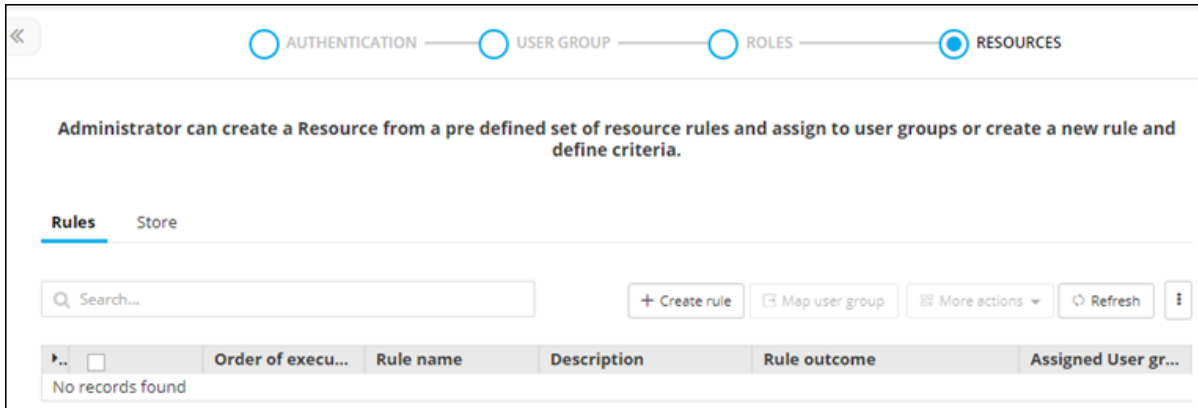 AUTHENTICATION USER GROUP ROLES RESOURCES
Administrator can create a Resource from a pre defined set of resource rules and assign to user groups or create a new rule and
define criteria.
Rules Store
Search... + Create rule Map user group More actions Refresh
Order of execu... Rule name Description Rule outcome Assigned User gr...
No records found